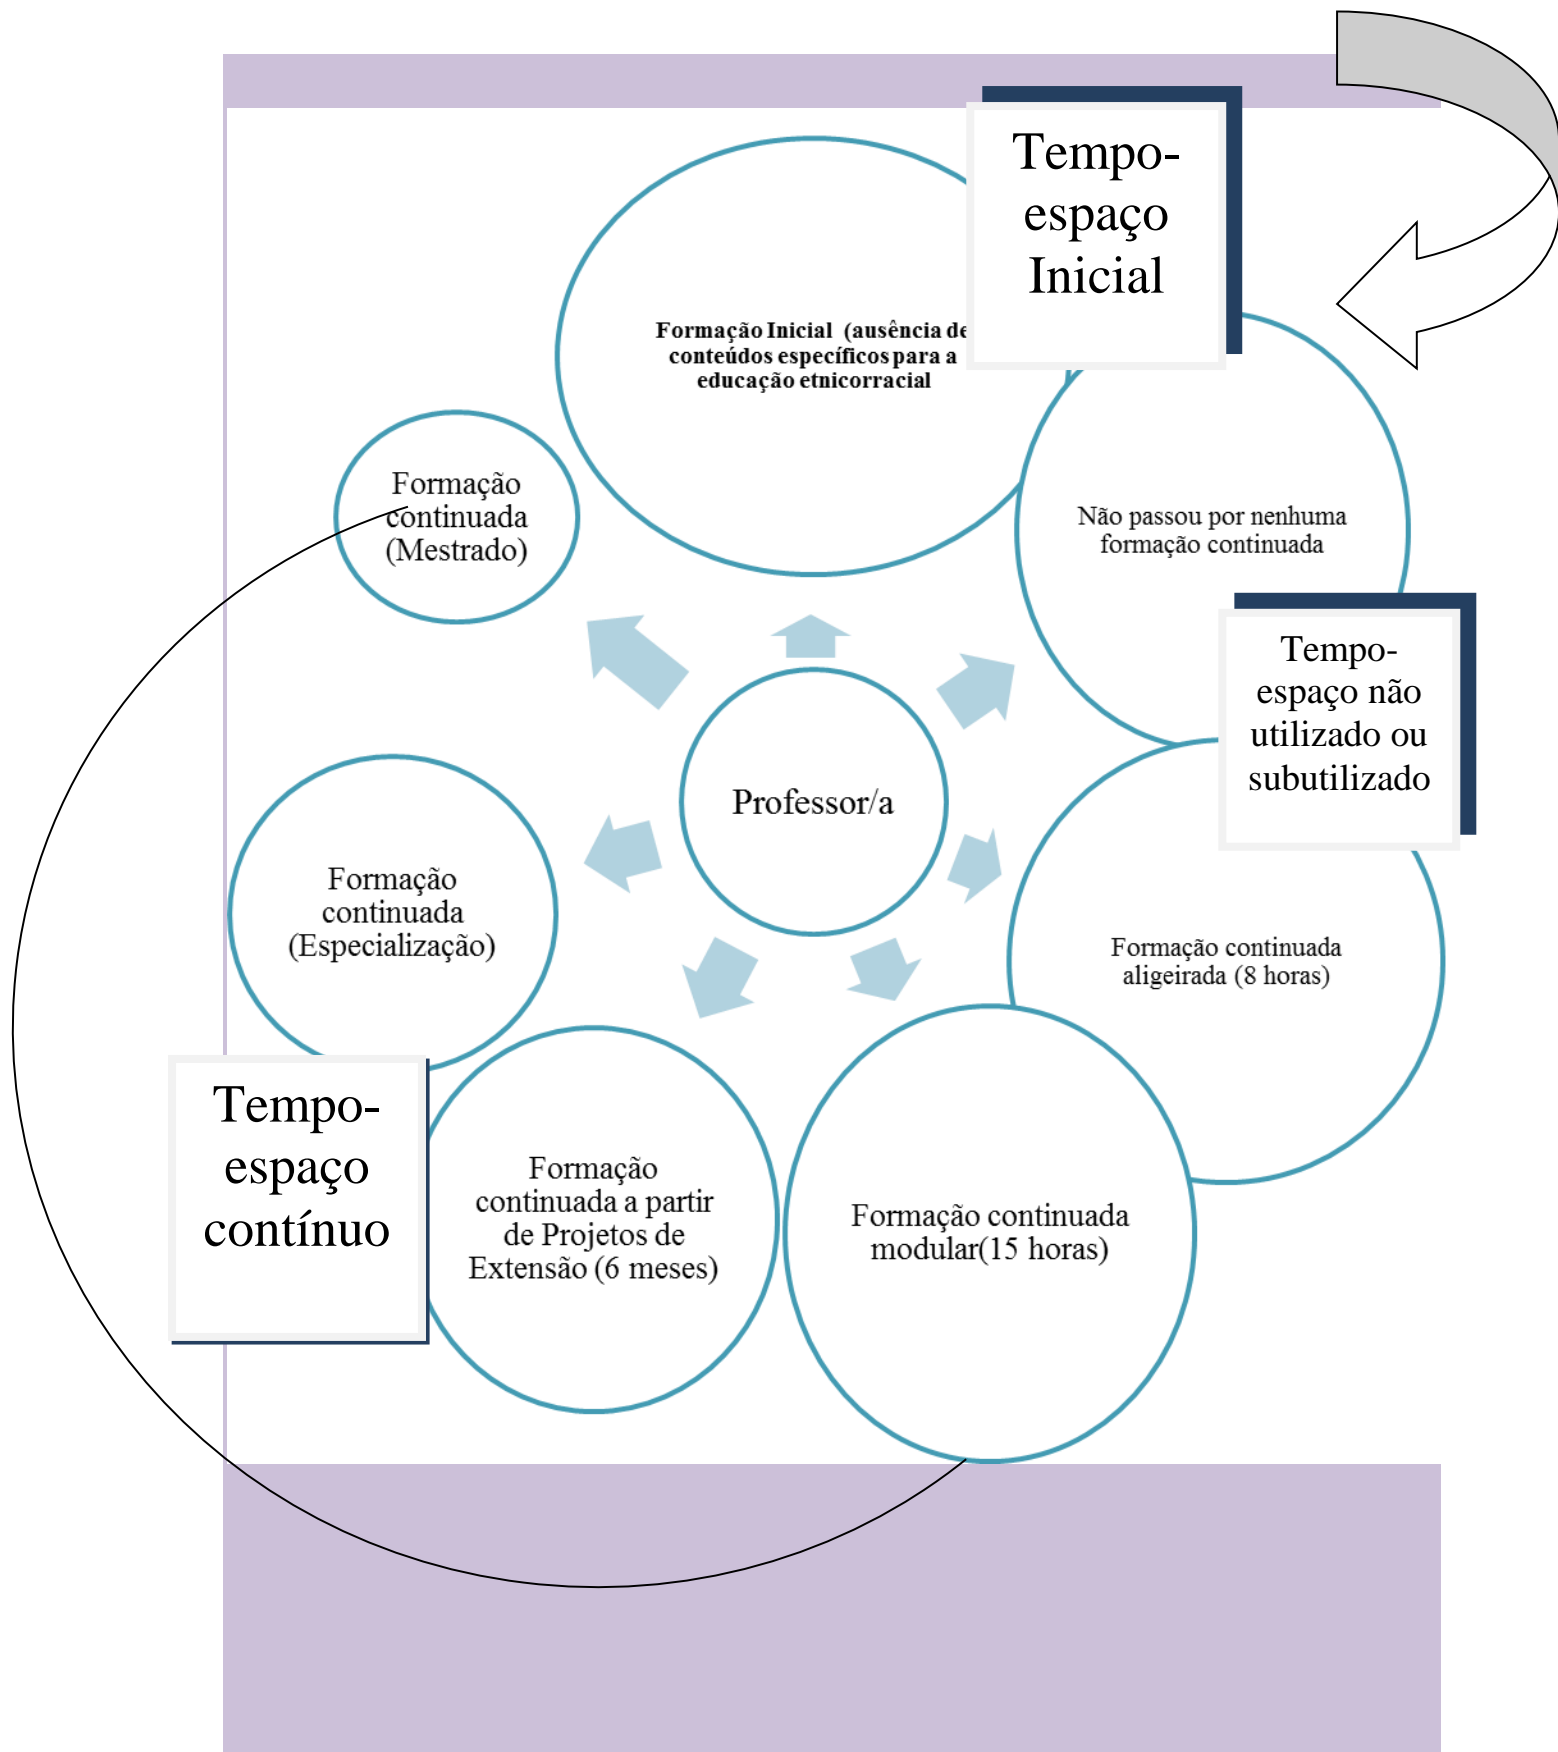 Tempo-
espaço
Inicial
Formação Inicial  (ausência de
conteúdos específicos para a
educação etnicorracial
Formação
continuada
(Mestrado)
Não passou por nenhuma
formação continuada
Tempo-
espaço não
utilizado ou
subutilizado
Professor/a
Formação
continuada
(Especialização)
Formação continuada
aligeirada (8 horas)
Tempo-
espaço
contínuo
Formação
continuada a partir
de Projetos de
Extensão (6 meses)
Formação continuada
modular(15 horas)